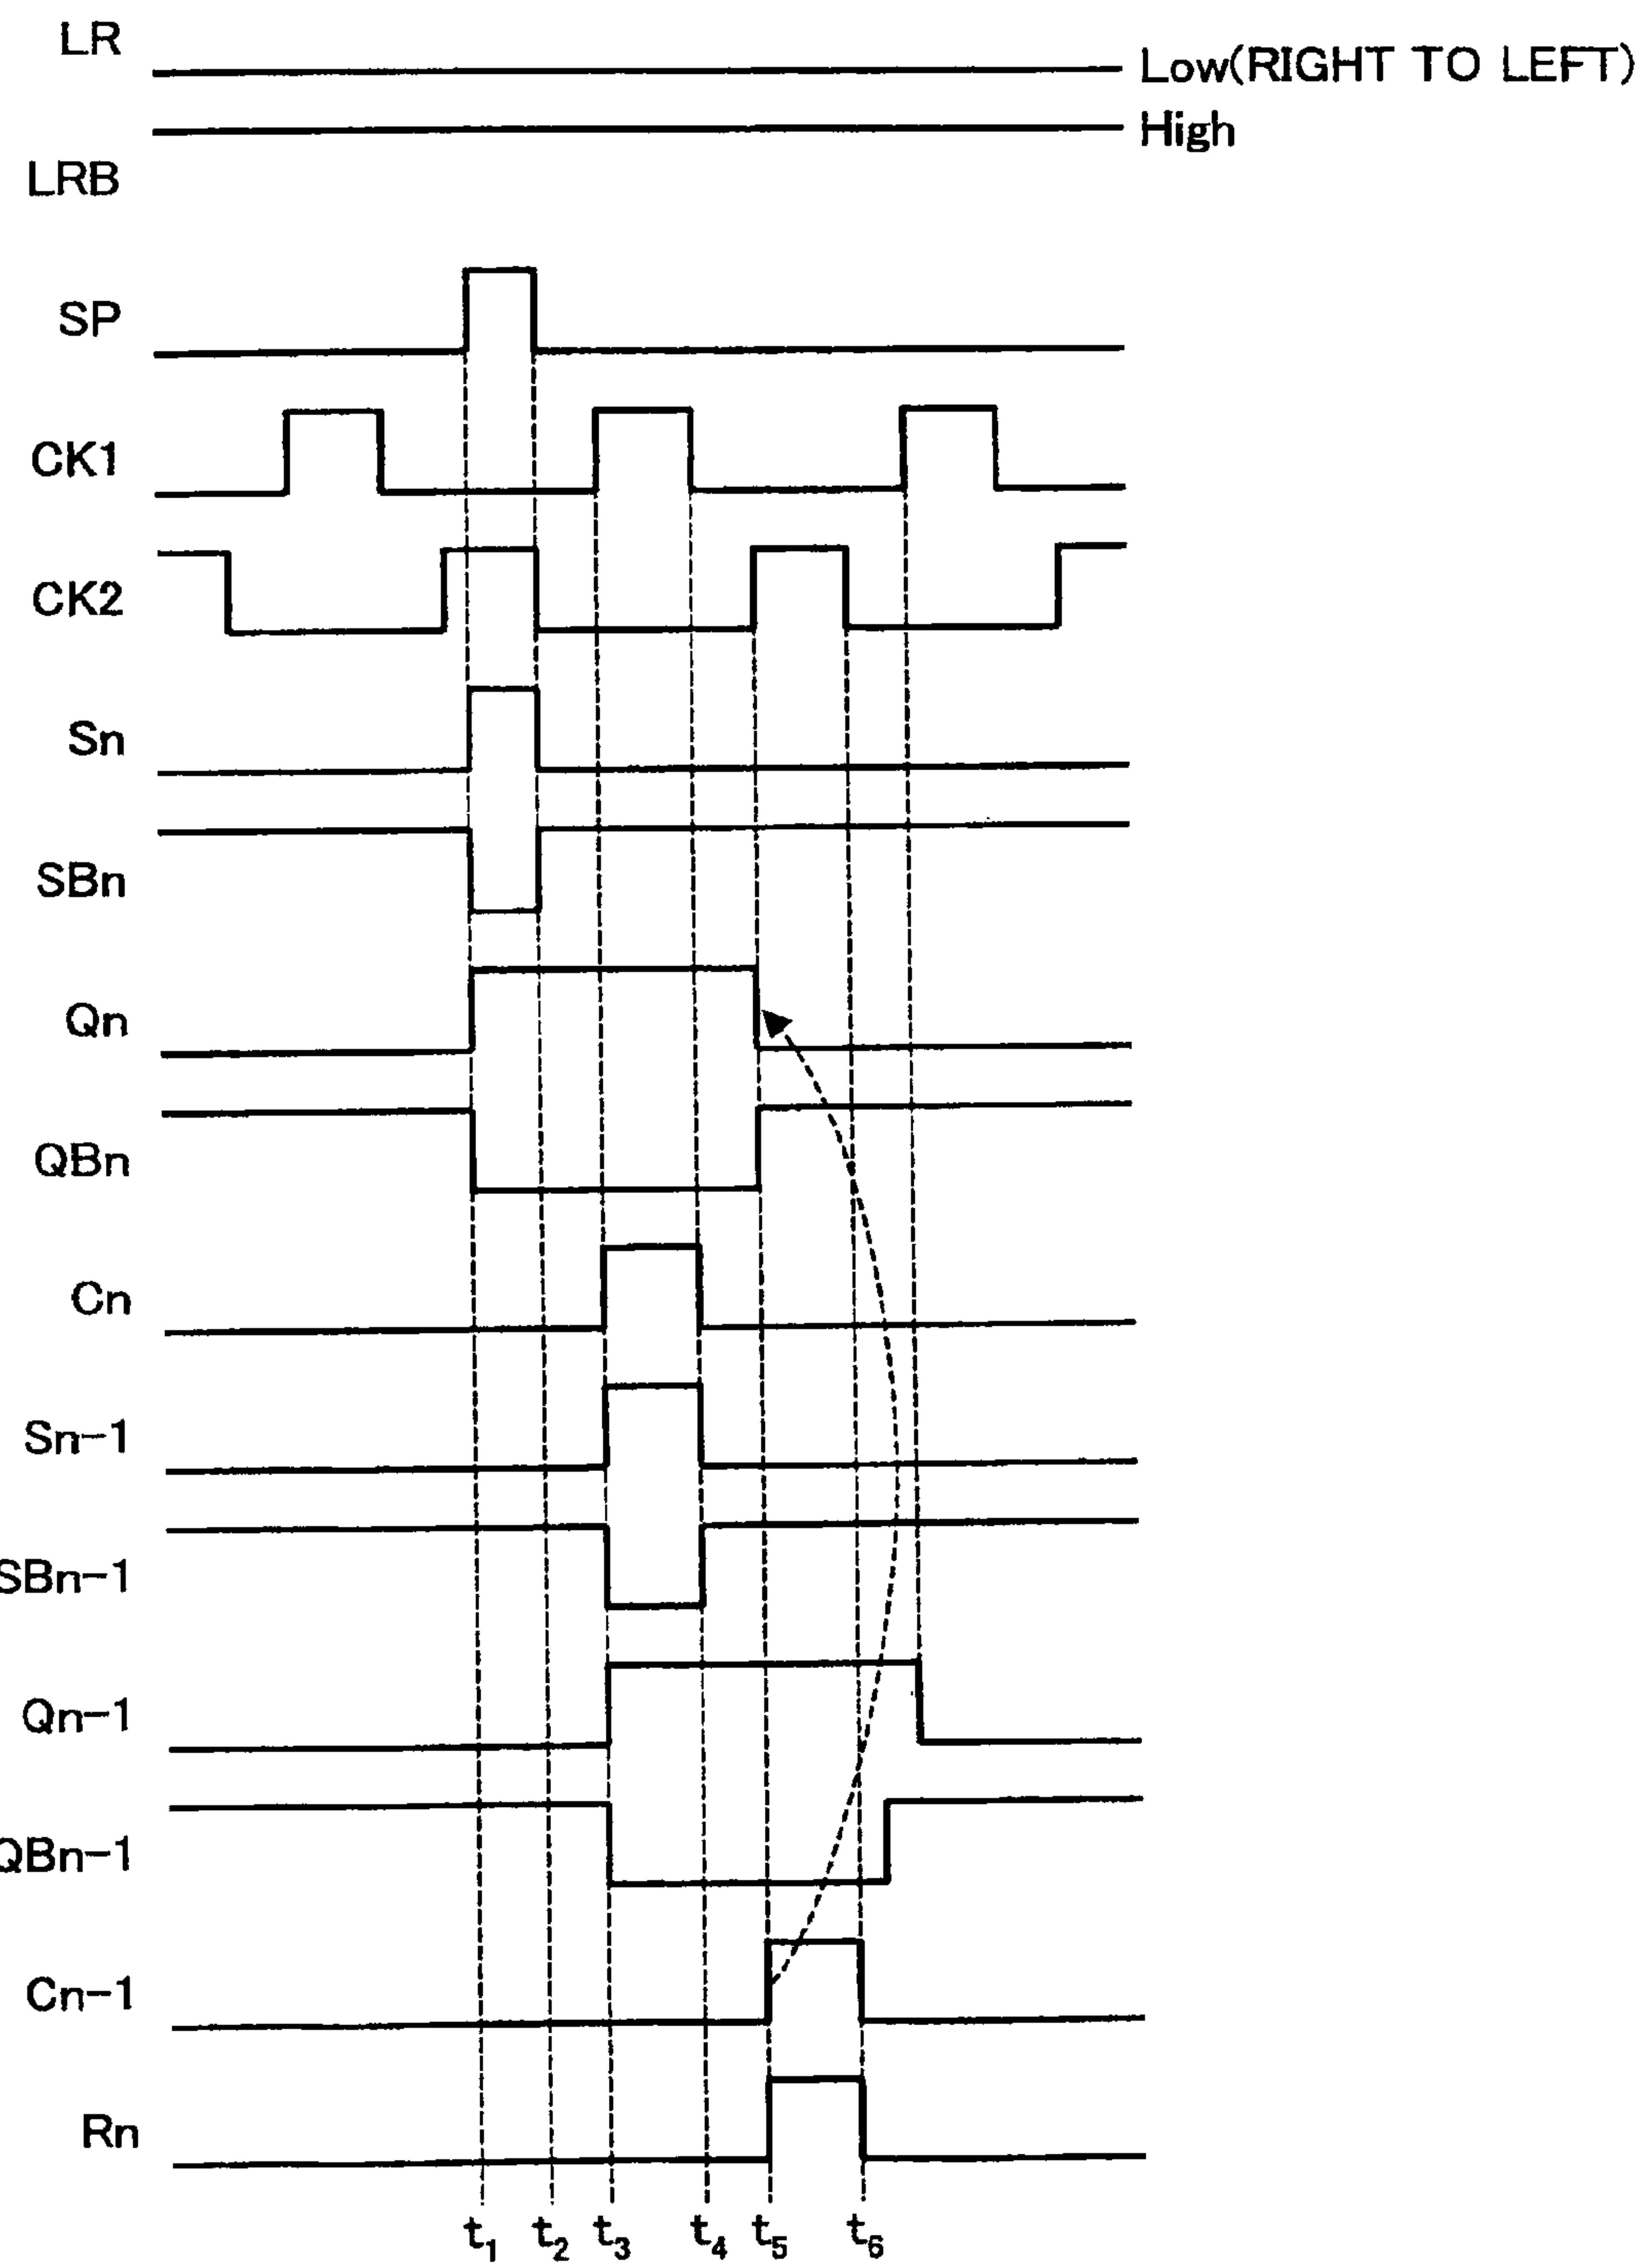 LR
Low(RIGHT TO LEFT)
High
LRB
SP
CK1
CK2
Sn
SBn
Qn
QBn
Cn
Sn-1
SBn-1
Qn-1
QBn-1
Cn-1
Rn
t1 t2 t3 t4 t5 t6